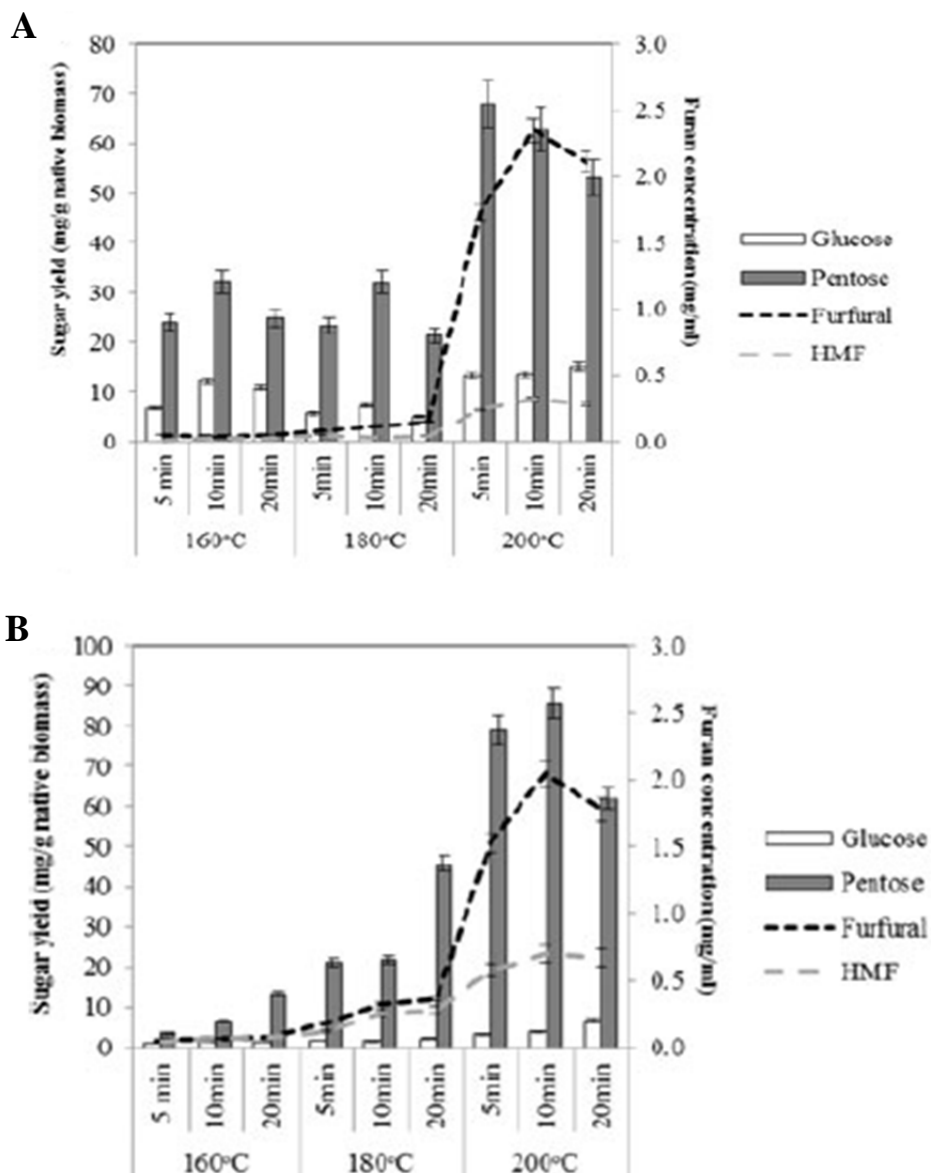 A
Sugar yield (mg/g native biomass)
80
70
60
50
40
30
20
10
0
3.0
2.5
2.0
1.5
1.0
0.5
0.0
Furan concentration (mg/ml)
5 min
10min
20min
5min
10min
20min
5min
10min
20min
160°C
180°C
200°C
Glucose
Pentose
Furfural
HMF
B
Sugar yield (mg/g native biomass)
100
90
80
70
60
50
40
30
20
10
0
3.0
2.5
2.0
1.5
1.0
0.5
0.0
Furan concentration (mg/ml)
5 min
10min
20min
5min
10min
20min
5min
10min
20min
160°C
180°C
200°C
Glucose
Pentose
Furfural
HMF